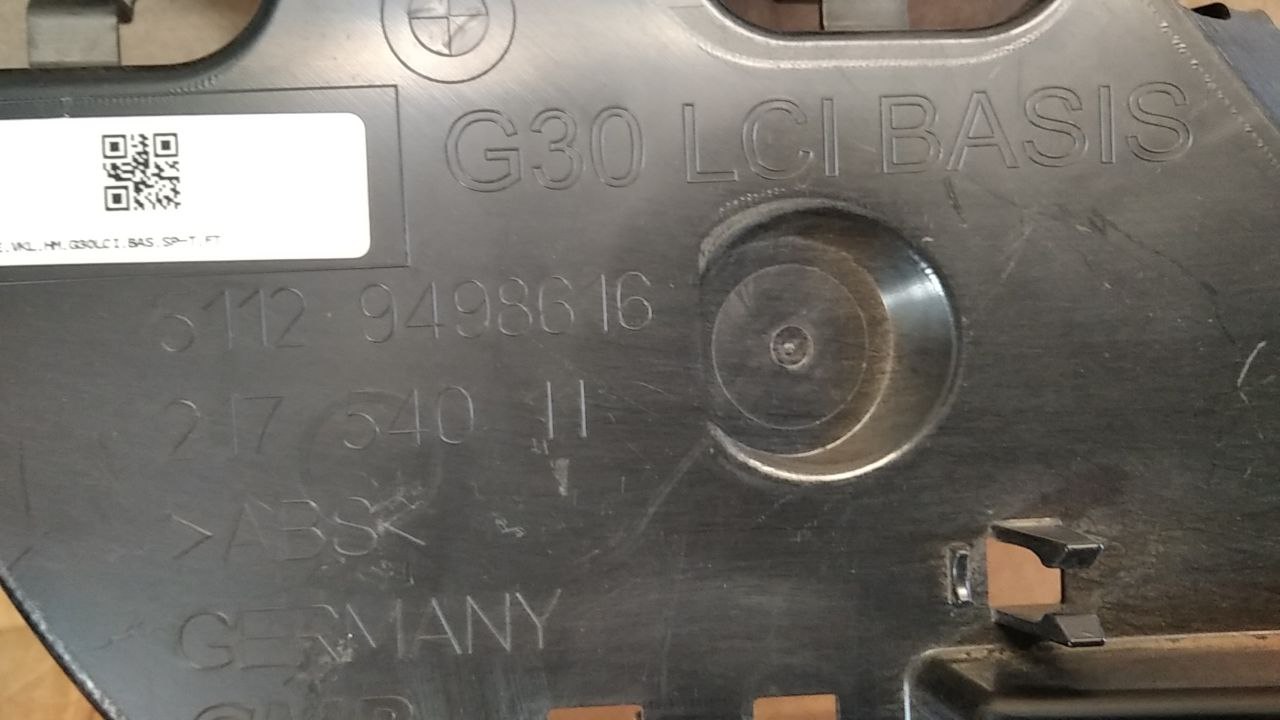 G30 LCI BASIS
.VKL.HM.G30LCI.BAS.SP-T.FT
5112 9498616
217 540 11
>ABS<
GERMANY